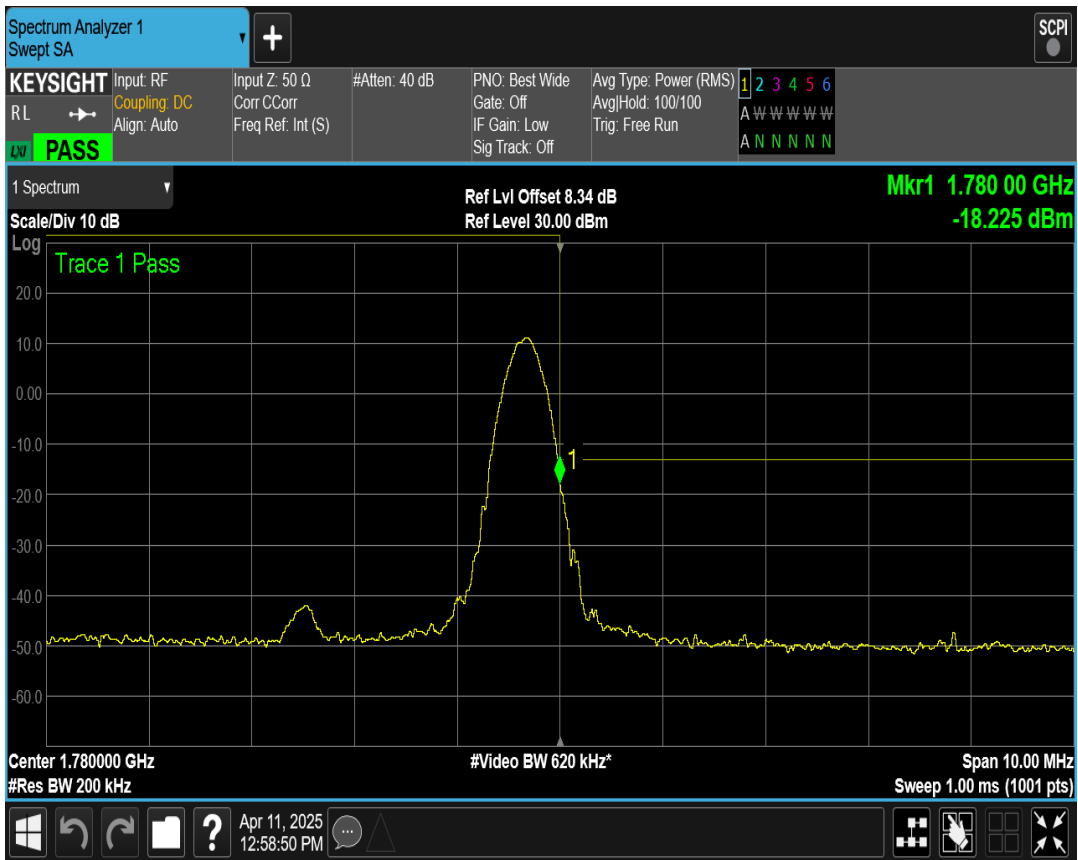 Spectrum Analyzer 1
Swept SA
SCPI
KEYSIGHT
RL
LXI PASS
Input: RF
Coupling: DC
Align: Auto
Input Z: 50 Ω
Corr CCorr
Freq Ref: Int (S)
#Atten: 40 dB
PNO: Best Wide
Gate: Off
IF Gain: Low
Sig Track: Off
Avg Type: Power (RMS)
Avg|Hold: 100/100
Trig: Free Run
1 2 3 4 5 6
A W W W W W
A N N N N N
1 Spectrum
Scale/Div 10 dB
Ref Lvl Offset 8.34 dB
Ref Level 30.00 dBm
Mkr1 1.780 00 GHz
-18.225 dBm
Log
Trace 1 Pass
20.0
10.0
0.00
-10.0
1
-20.0
-30.0
-40.0
-50.0
-60.0
Center 1.780000 GHz
#Video BW 620 kHz*
Span 10.00 MHz
#Res BW 200 kHz
Sweep 1.00 ms (1001 pts)
?
Apr 11, 2025
12:58:50 PM